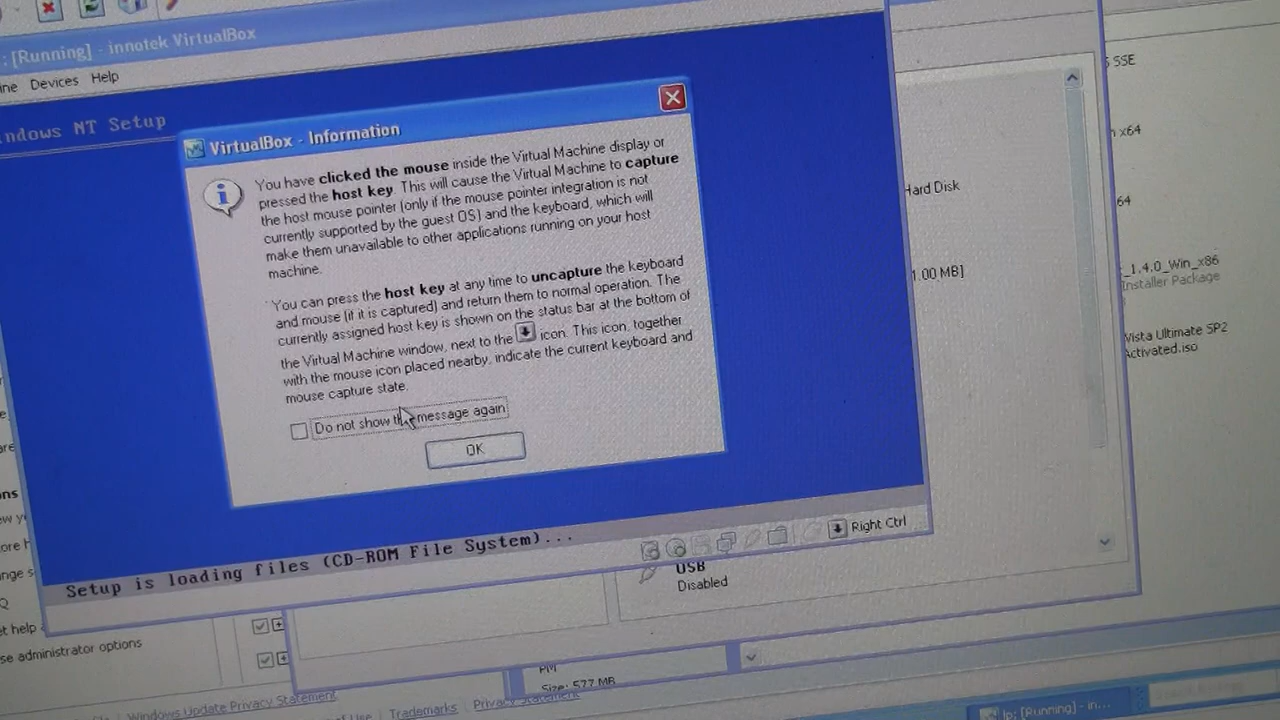 : [Running] - innotek VirtualBox
Devices Help
ndows NT Setup
VirtualBox - Information
You have clicked the mouse inside the Virtual Machine display or
pressed the host key. This will cause the Virtual Machine to capture
the host mouse pointer (only if the mouse pointer integration is not
currently supported by the guest OS) and the keyboard, which will
make them unavailable to other applications running on your host
machine.
You can press the host key at any time to uncapture the keyboard
and mouse (if it is captured) and return them to normal operation. The
currently assigned host key is shown on the status bar at the bottom of
the Virtual Machine window, next to the icon. This icon, together
with the mouse icon placed nearby, indicate the current keyboard and
mouse capture state.
Do not show message again
OK
Setup is loading files (CD-ROM File System)...
Right Ctrl
USB
Disabled
SSE
x64
64
Hard Disk
1.00 MB]
_1.4.0_Win_x86
Installer Package
Vista Ultimate SP2
Activated.iso
et help
se administrator options
PM
Size: 577 MB
Windows Update Privacy Statement
of Use
Trademarks
Privacy Statement
[Running] - in...